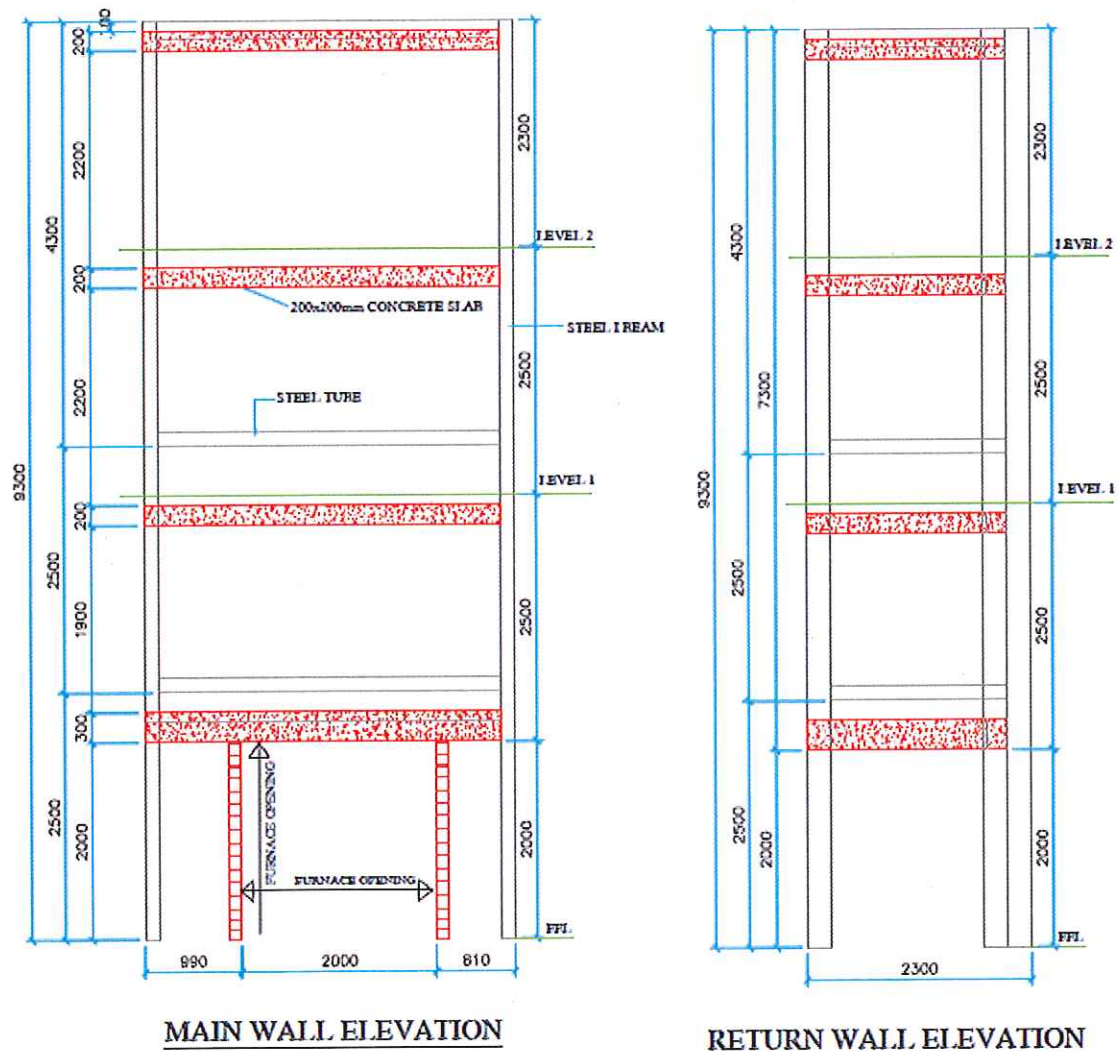 100
200
2200
4300
200
200x200mm CONCRETE SLAB
2200
STEEL TUBE
9300
200
2500
1900
300
2500
2000
FURNACE OPENING
FURNACE OPENING
2300
LEVEL 2
STEEL I BEAM
2500
LEVEL 1
2500
2000
FFL
990
2000
810
MAIN WALL ELEVATION
2300
LEVEL 2
4300
7300
2500
9300
LEVEL 1
2500
2500
2500
2000
2000
FFL
2300
RETURN WALL ELEVATION